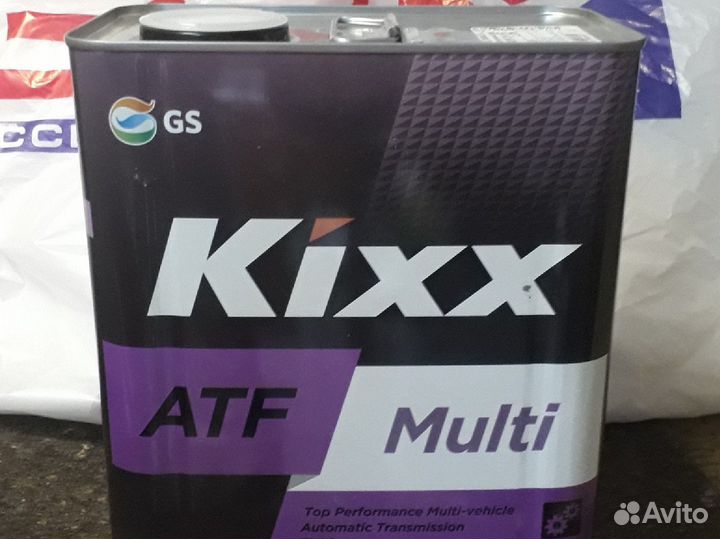 GS
Kixx
ATF
Multi
Top Performance Multi-vehicle
Automatic Transmission
Avito